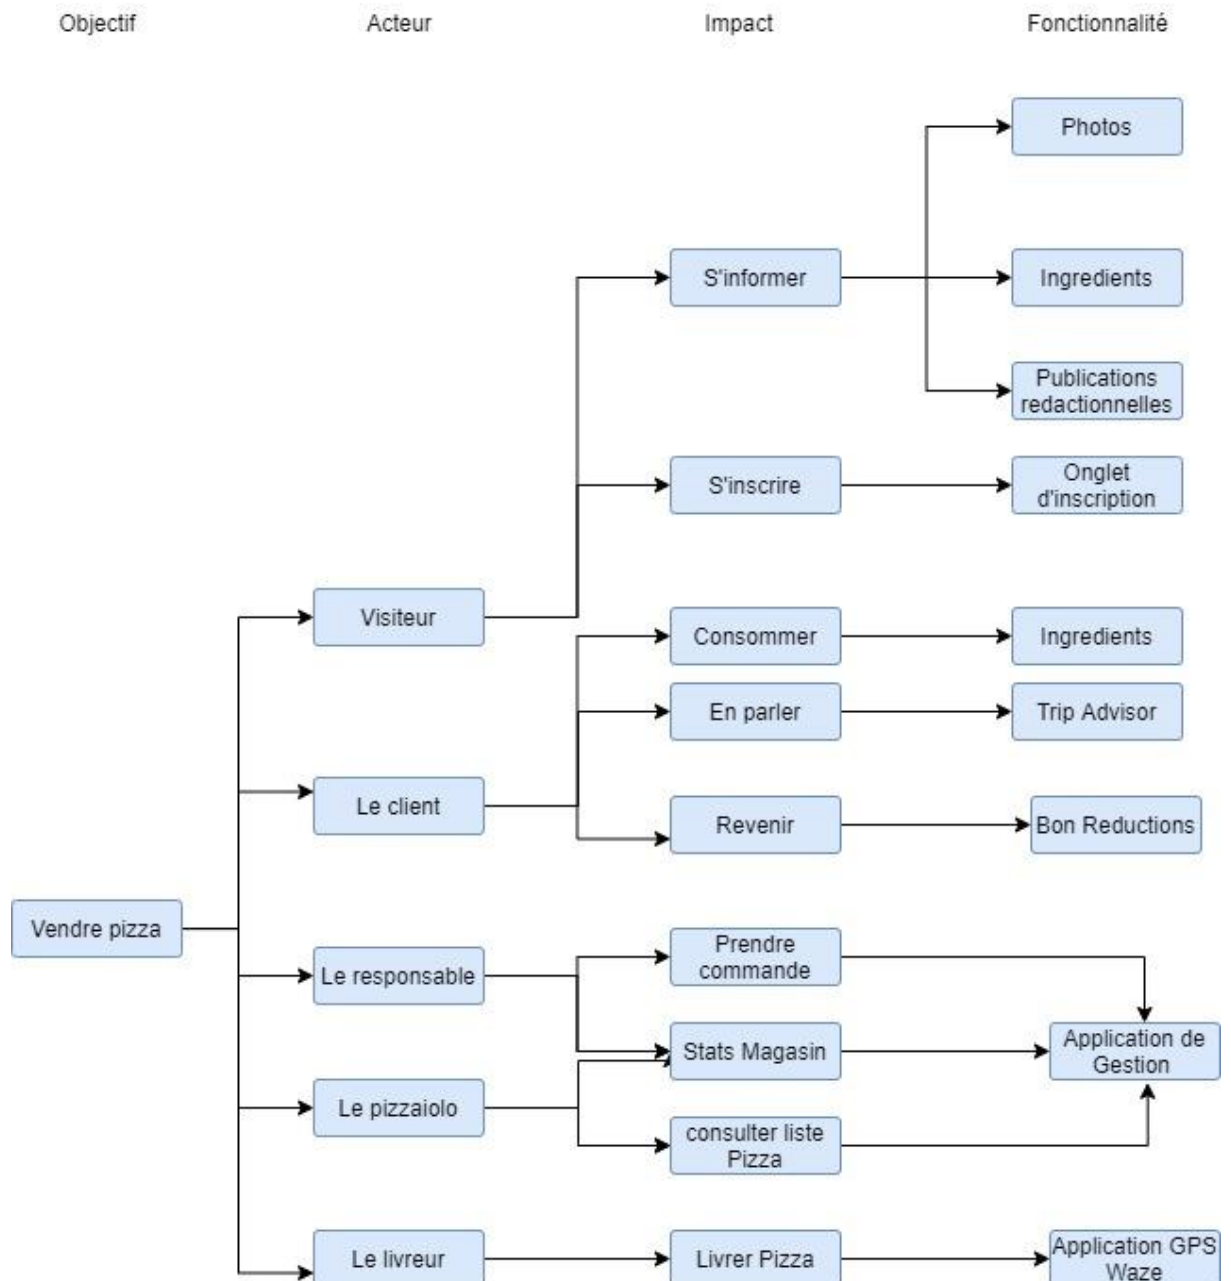 Objectif
Acteur
Impact
Fonctionnalité
Photos
S'informer
Ingredients
Publications
redactionnelles
S'inscrire
Onglet
d'inscription
Visiteur
Consommer
Ingredients
En parler
Trip Advisor
Le client
Revenir
Bon Reductions
Vendre pizza
Prendre
commande
Le responsable
Stats Magasin
Application de
Gestion
Le pizzaiolo
consulter liste
Pizza
Le livreur
Livrer Pizza
Application GPS
Waze